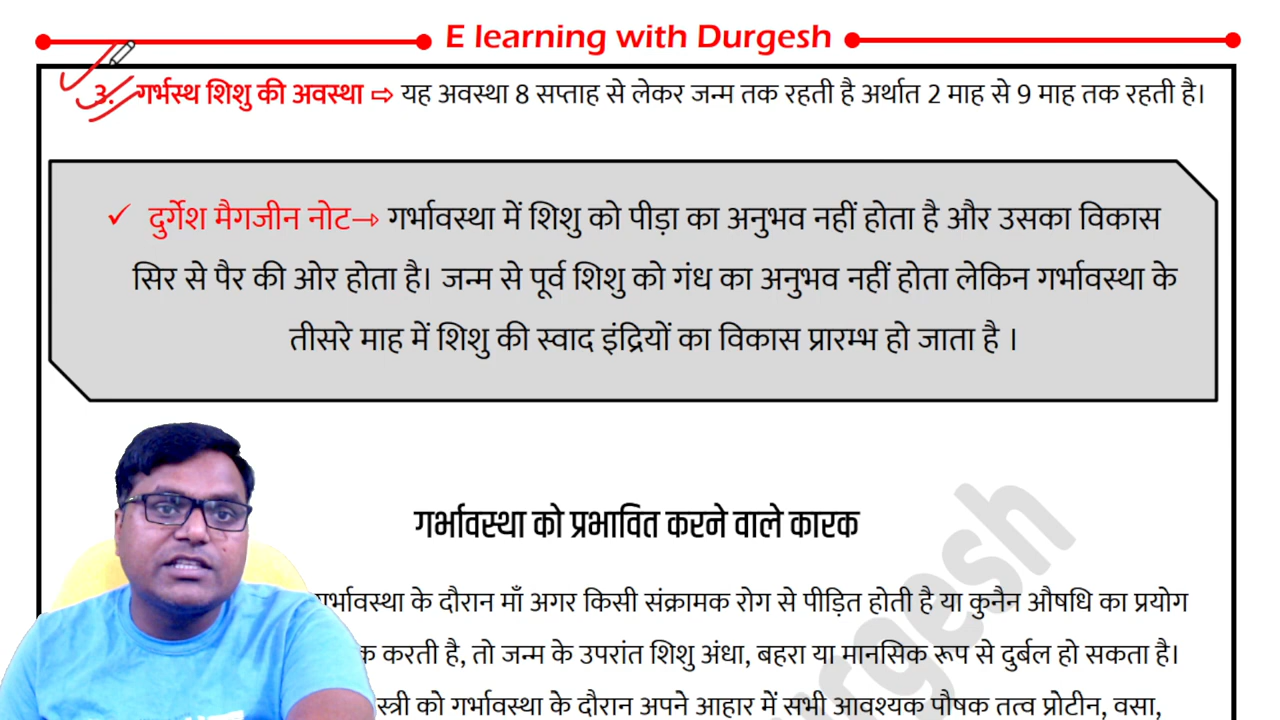 E learning with Durgesh
3. गर्भस्थ शिशु की अवस्था ⇨ यह अवस्था 8 सप्ताह से लेकर जन्म तक रहती है अर्थात 2 माह से 9 माह तक रहती है।
✓ दुर्गेश मैगजीन नोट→ गर्भावस्था में शिशु को पीड़ा का अनुभव नहीं होता है और उसका विकास
सिर से पैर की ओर होता है। जन्म से पूर्व शिशु को गंध का अनुभव नहीं होता लेकिन गर्भावस्था के
तीसरे माह में शिशु की स्वाद इंद्रियों का विकास प्रारम्भ हो जाता है ।
गर्भावस्था को प्रभावित करने वाले कारक
गर्भावस्था के दौरान माँ अगर किसी संक्रामक रोग से पीड़ित होती है या कुनैन औषधि का प्रयोग
करती है, तो जन्म के उपरांत शिशु अंधा, बहरा या मानसिक रूप से दुर्बल हो सकता है।
स्त्री को गर्भावस्था के दौरान अपने आहार में सभी आवश्यक पौषक तत्व प्रोटीन, वसा,